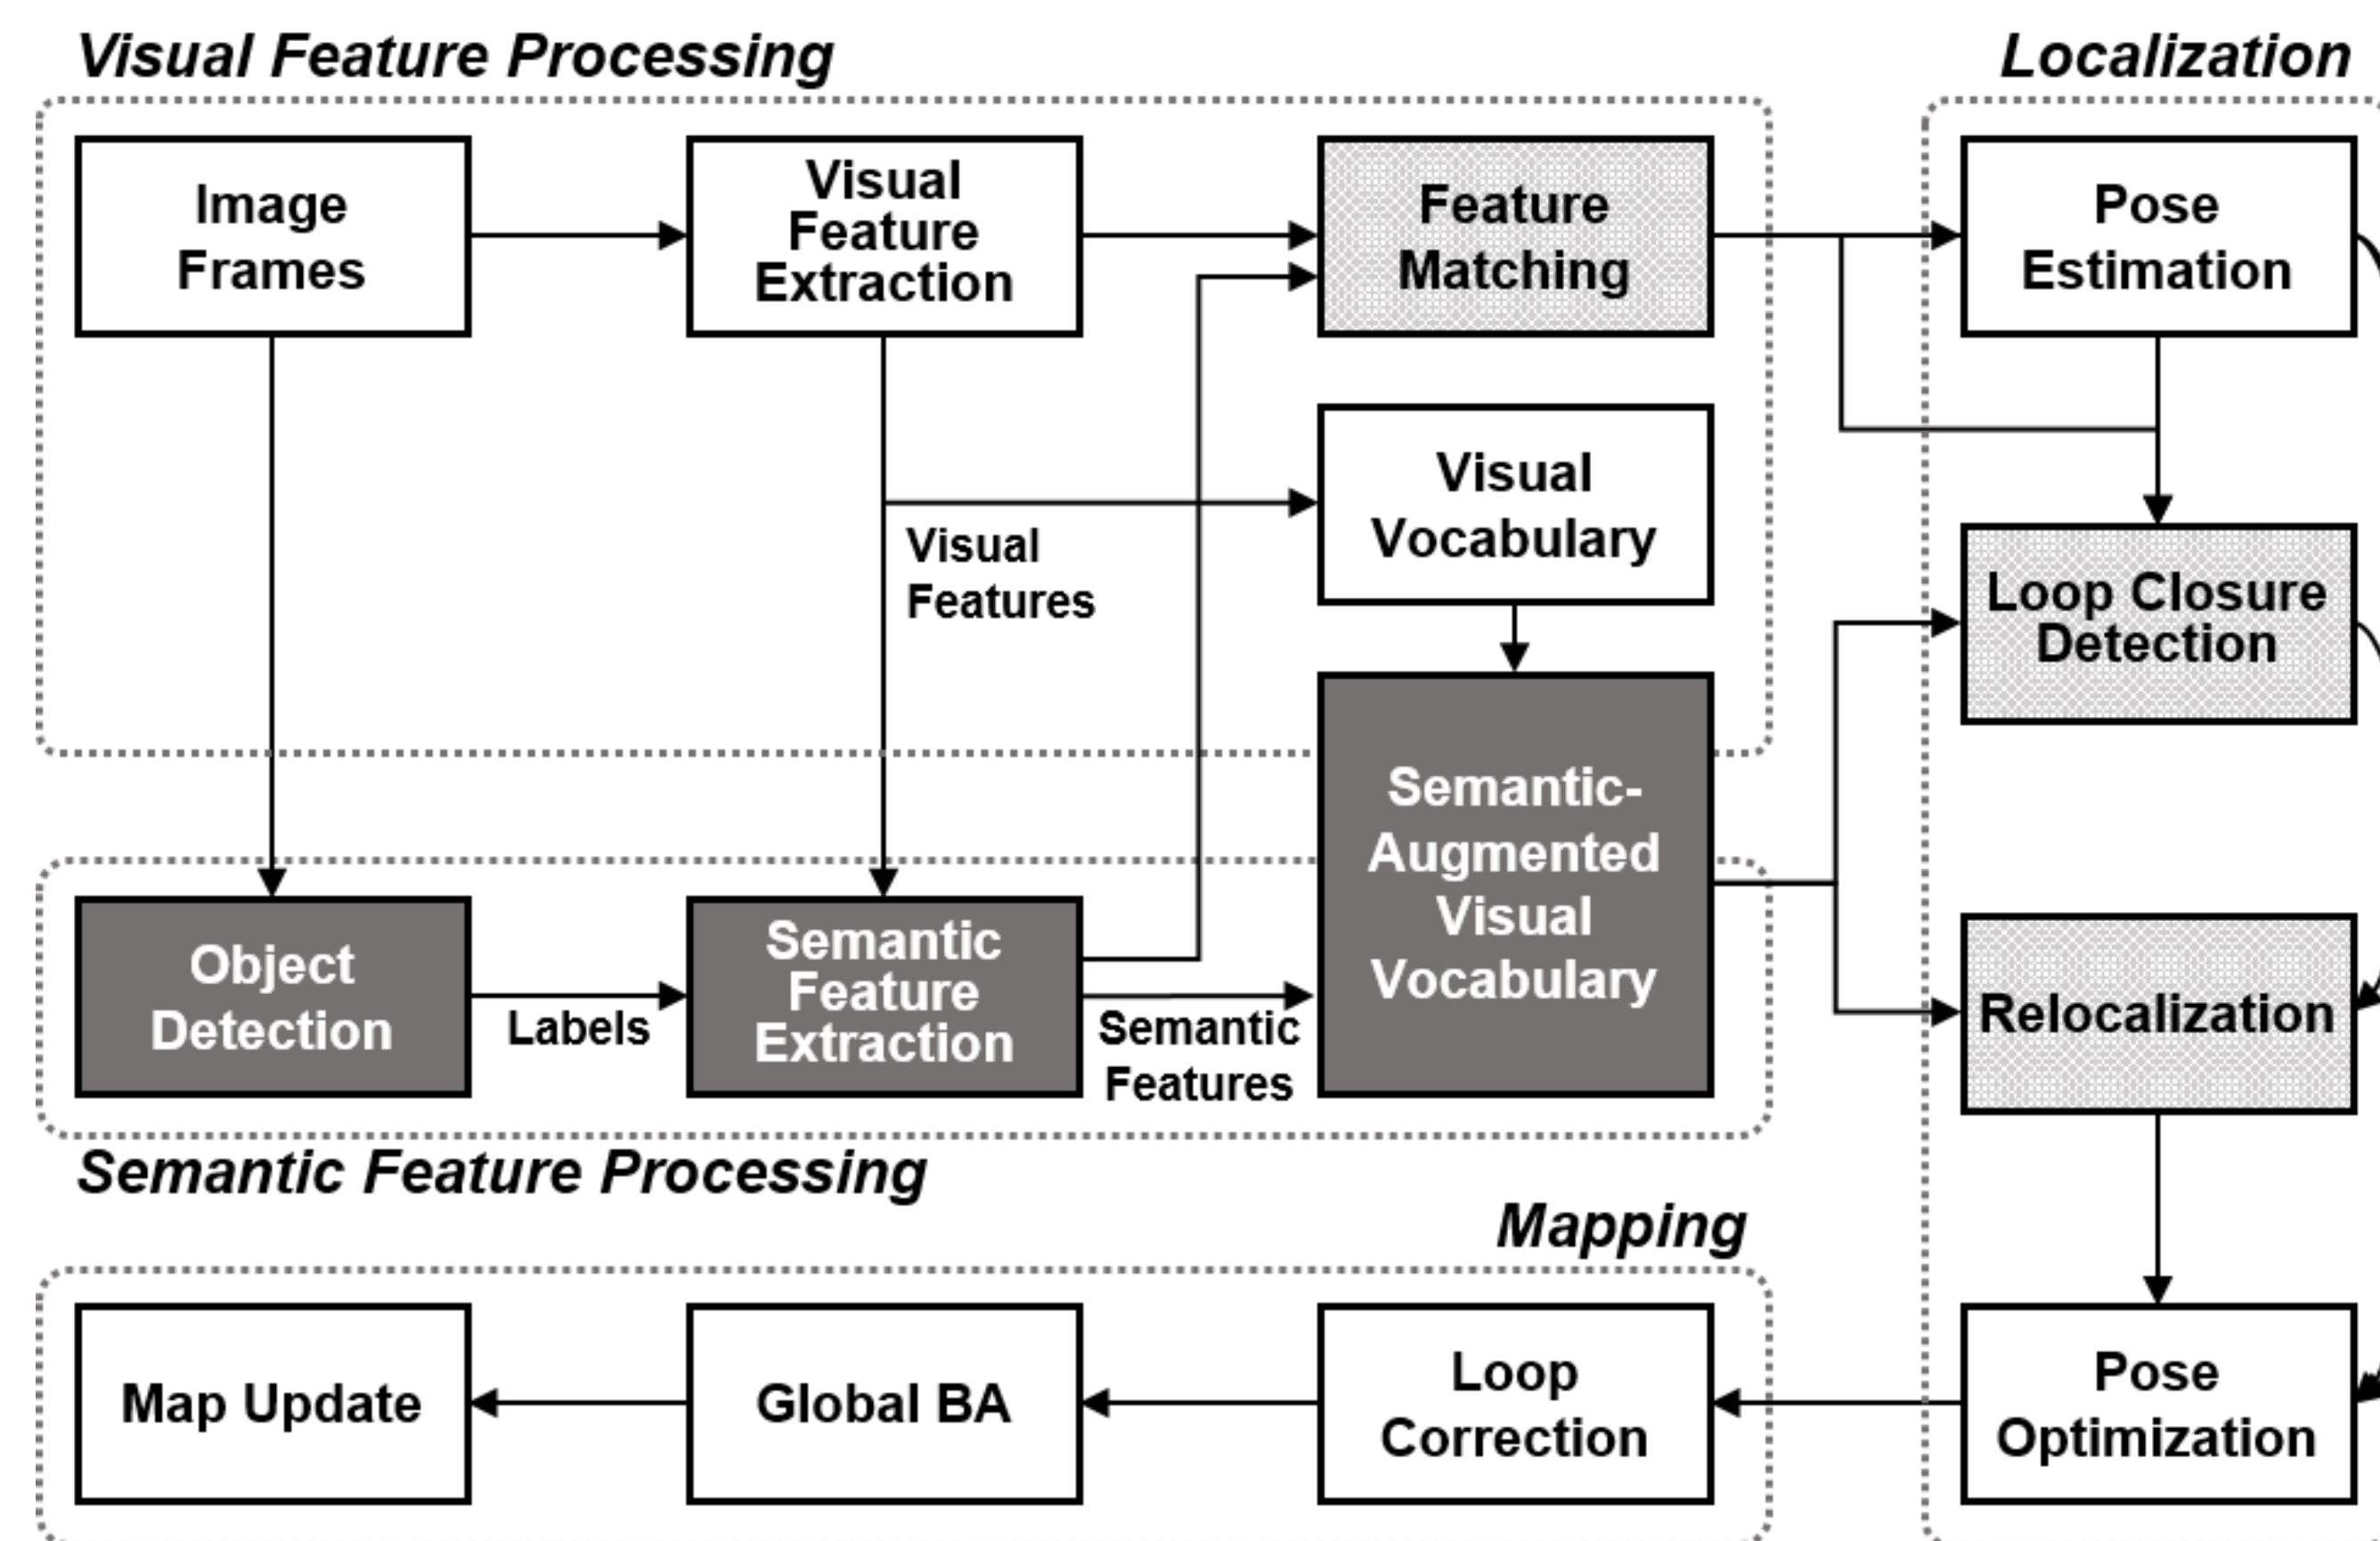 Visual Feature Processing
Localization
Image
Frames
Visual
Feature
Extraction
Feature
Matching
Pose
Estimation
Visual
Vocabulary
Visual
Features
Loop Closure
Detection
Semantic-
Augmented
Visual
Vocabulary
Object
Detection
Labels
Semantic
Feature
Extraction
Semantic
Features
Relocalization
Semantic Feature Processing
Mapping
Map Update
Global BA
Loop
Correction
Pose
Optimization